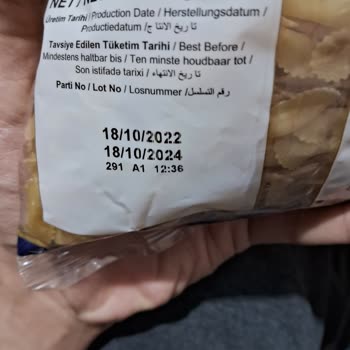 Üretim Tarihi / Production Date / Herstellungsdatum /
Productiedatum / تاريخ الانتاج
Tavsiye Edilen Tüketim Tarihi / Best Before /
Mindestens haltbar bis / Ten minste houdbaar tot /
Son istifadə tarixi / تاريخ الانتهاء
Parti No / Lot No / Losnummer / رقم التسلسل
18/10/2022
18/10/2024
291 A1 12:36